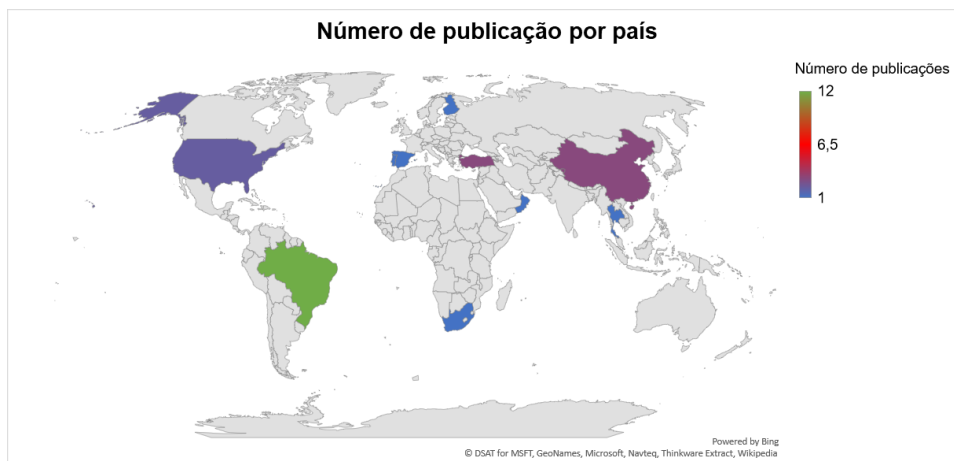 Número de publicação por país
Número de publicações
12
6,5
1
Powered by Bing
© DSAT for MSFT, GeoNames, Microsoft, Navteq, Thinkware Extract, Wikipedia